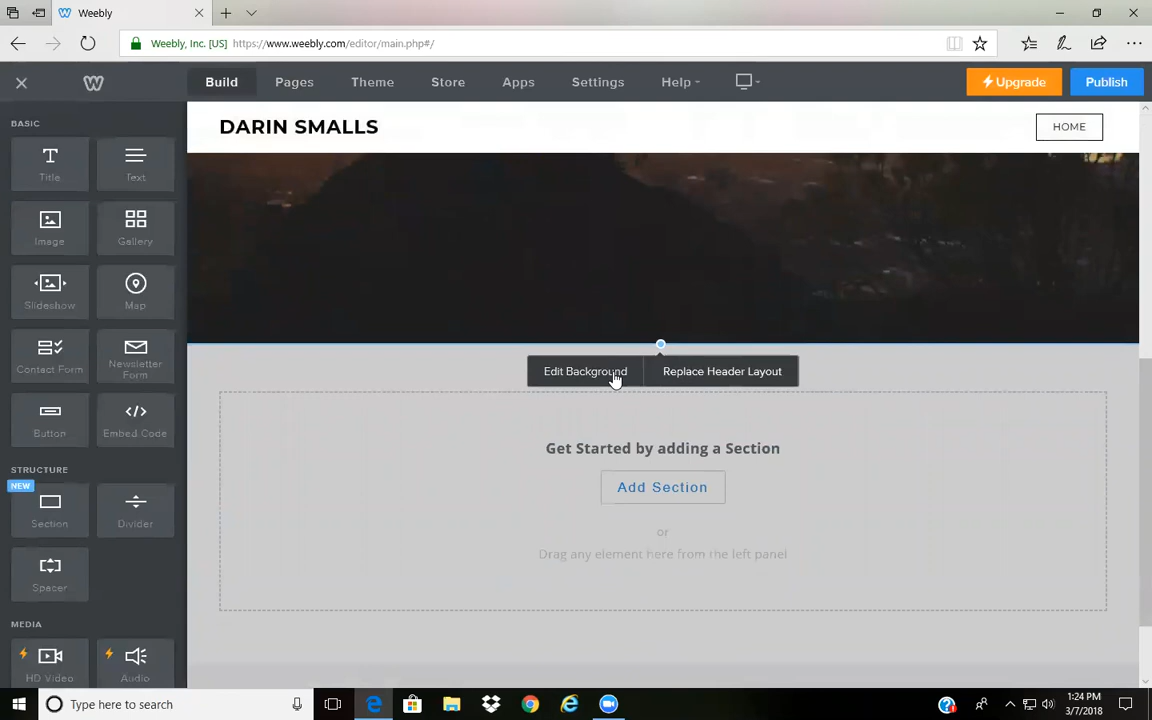 Weebly
Weebly, Inc. [US] https://www.weebly.com/editor/main.php#/
Build Pages Theme Store Apps Settings Help Upgrade Publish
BASIC
Title Text
Image Gallery
Slideshow Map
Contact Form Newsletter Form
Button Embed Code
STRUCTURE
NEW
Section Divider
Spacer
MEDIA
HD Video Audio
DARIN SMALLS HOME
Edit Background Replace Header Layout
Get Started by adding a Section
Add Section
or
Drag any element here from the left panel
Type here to search
1:24 PM
3/7/2018